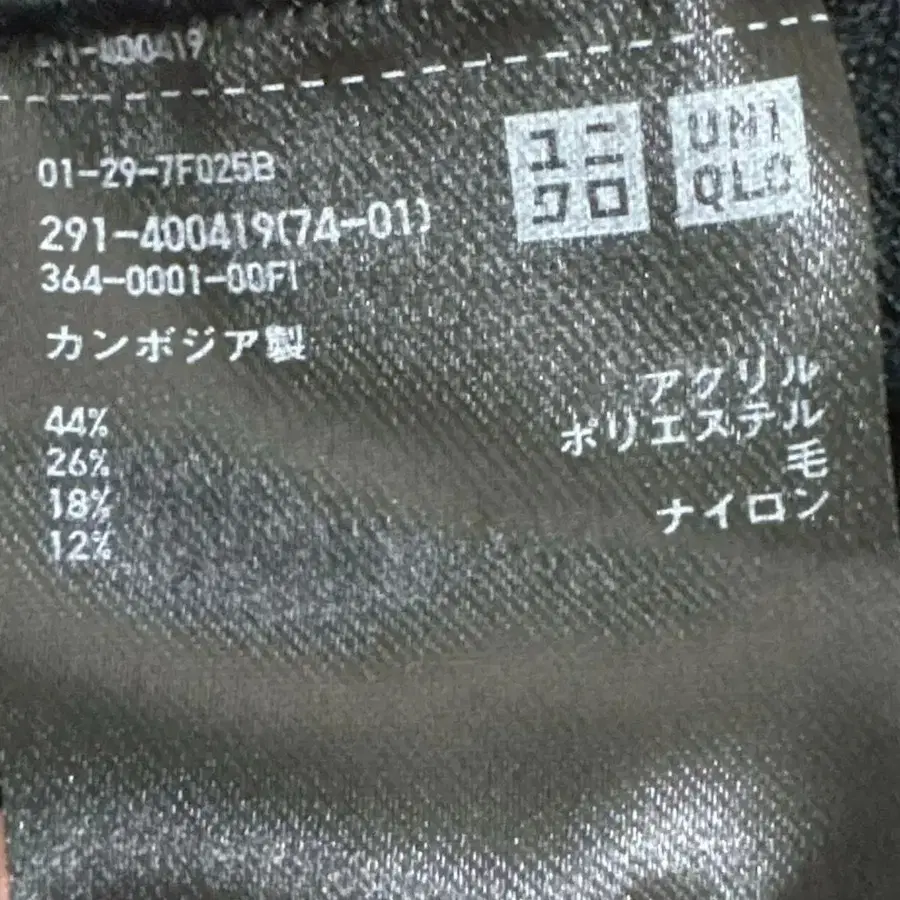 291-400419
01-29-7F025B
291-400419(74-01)
364-0001-00FI
ユニ
クロ
UNI
QLO
カンボジア製
44% アクリル
26% ポリエステル
18% 毛
12% ナイロン